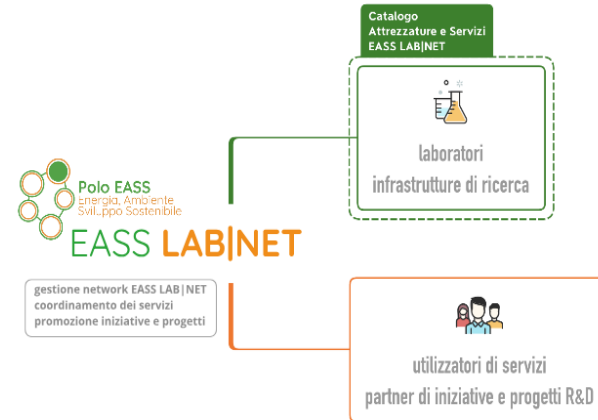 Catalogo
Attrezzature e Servizi
EASS LAB|NET
laboratori
infrastrutture di ricerca
Polo EASS
Energia, Ambiente
Sviluppo Sostenibile
EASS LAB|NET
gestione network EASS LAB|NET
coordinamento dei servizi
promozione iniziative e progetti
utilizzatori di servizi
partner di iniziative e progetti R&D